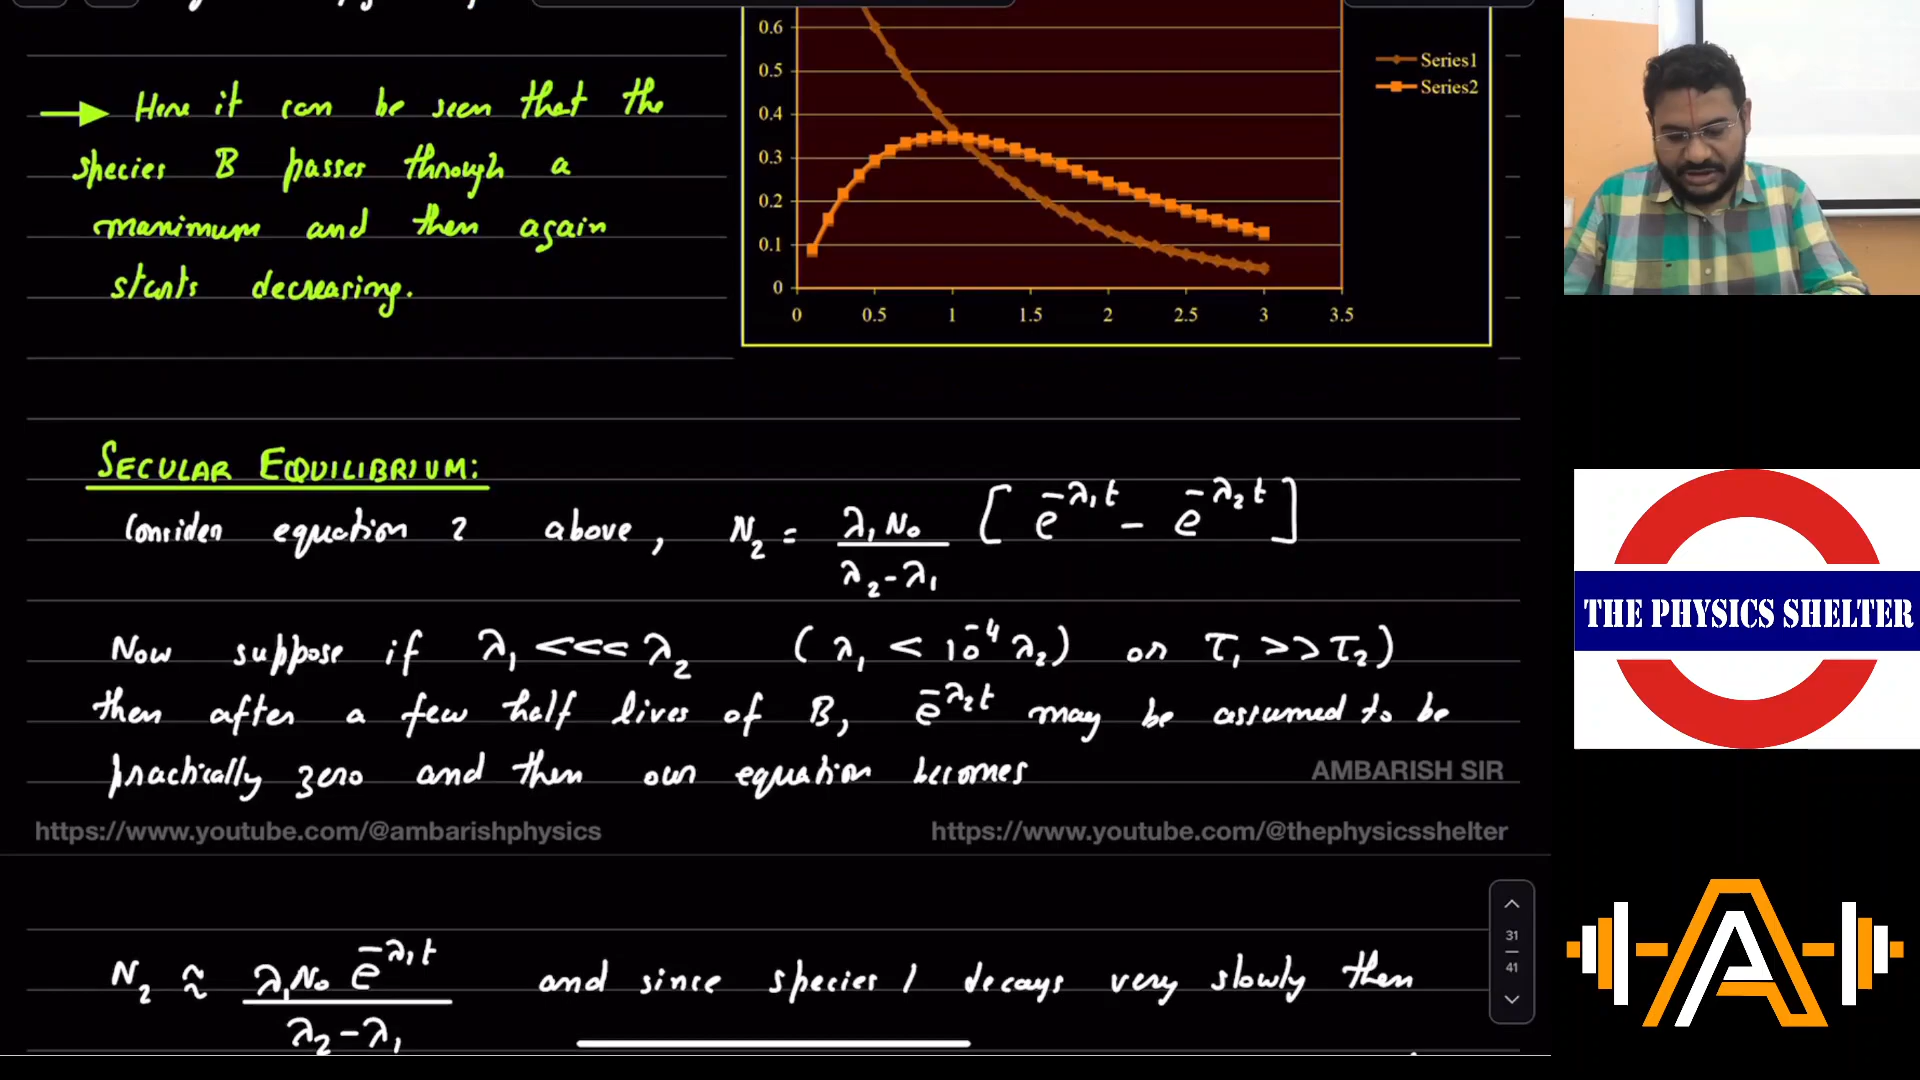 0.6
0.5
0.4
0.3
0.2
0.1
0
0 0.5 1 1.5 2 2.5 3 3.5
Series1
Series2
Here it can be seen that the
species B passes through a
maximum and then again
starts decreasing.
SECULAR EQUILIBRIUM:
Consider equation 2 above, N₂ = λ₁N₀/(λ₂-λ₁) [e^(-λ₁t) - e^(-λ₂t)]
Now suppose if λ₁ <<< λ₂ (λ₁ < 10⁻⁴ λ₂) or τ₁ >> τ₂)
then after a few half lives of B, e^(-λ₂t) may be assumed to be
practically zero and then our equation becomes
AMBARISH SIR
https://www.youtube.com/@ambarishphysics https://www.youtube.com/@thephysicsshelter
N₂ ≈ λ₁N₀ e^(-λ₁t)/(λ₂-λ₁) and since species 1 decays very slowly then
31
41
THE PHYSICS SHELTER
A